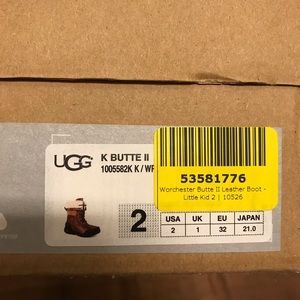 UGG
K BUTTE II
1005582K K / WR
53581776
Worchester Butte II Leather Boot -
Little Kid 2 | 10526
2
USA UK EU JAPAN
2 1 32 21.0